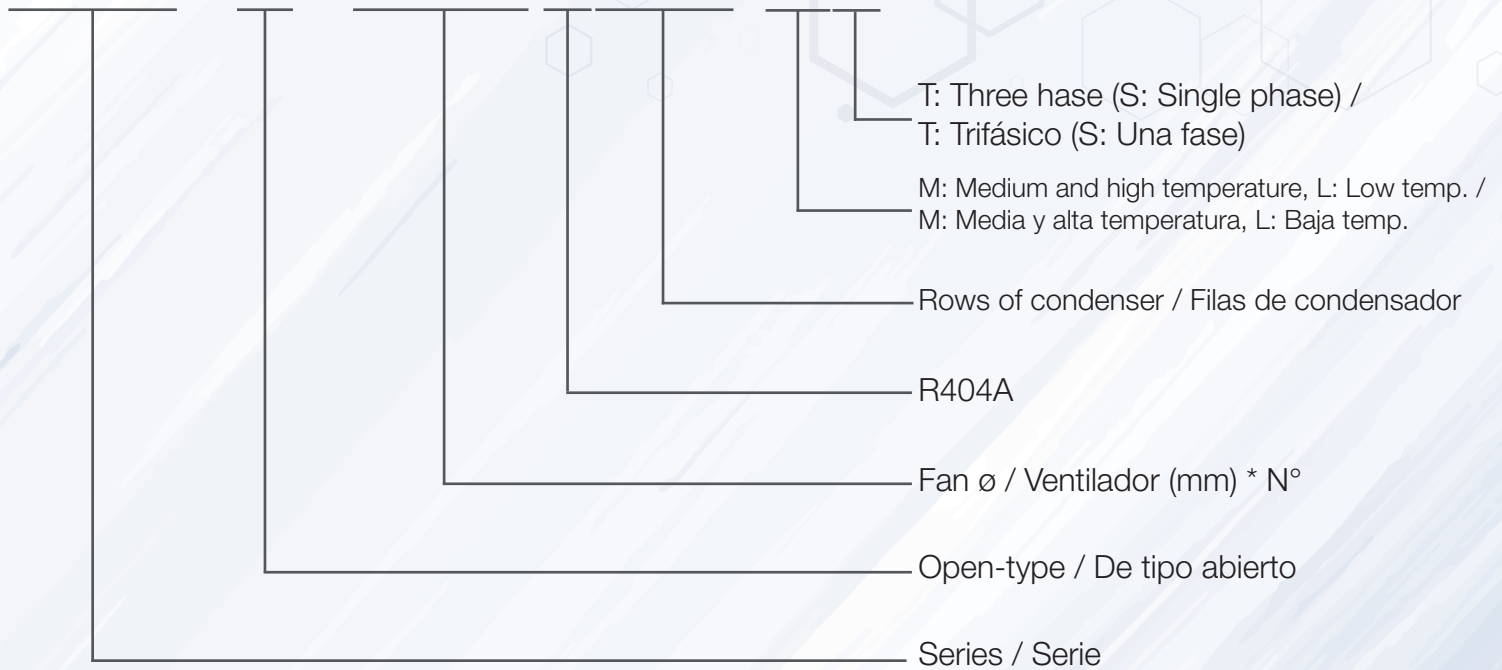 T: Three hase (S: Single phase) /
T: Trifásico (S: Una fase)
M: Medium and high temperature, L: Low temp. /
M: Media y alta temperatura, L: Baja temp.
Rows of condenser / Filas de condensador
R404A
Fan ø / Ventilador (mm) * N°
Open-type / De tipo abierto
Series / Serie